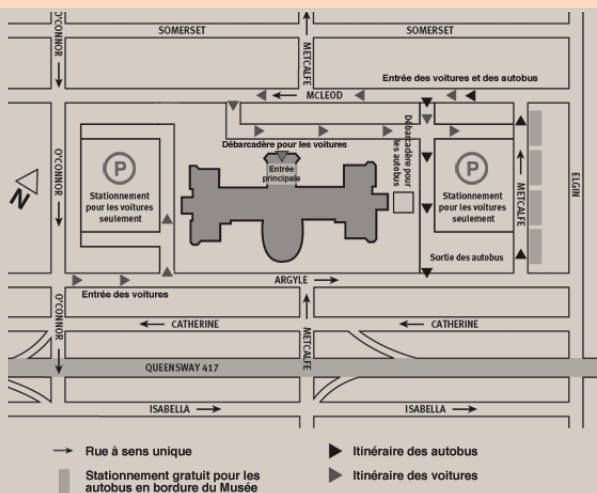 SOMERSET
SOMERSET
O'CONNOR
METCALFE
Entrée des voitures et des autobus
MCLEOD
Débarcadère pour les voitures
Débarcadère pour
les autobus
Entrée
principale
P
Stationnement
pour les voitures
seulement
P
Stationnement
pour les voitures
seulement
O'CONNOR
METCALFE
ELGIN
N
Sortie des autobus
ARGYLE
Entrée des voitures
O'CONNOR
METCALFE
CATHERINE
CATHERINE
QUEENSWAY 417
ISABELLA
ISABELLA
Rue à sens unique
Itinéraire des autobus
Stationnement gratuit pour les
autobus en bordure du Musée
Itinéraire des voitures